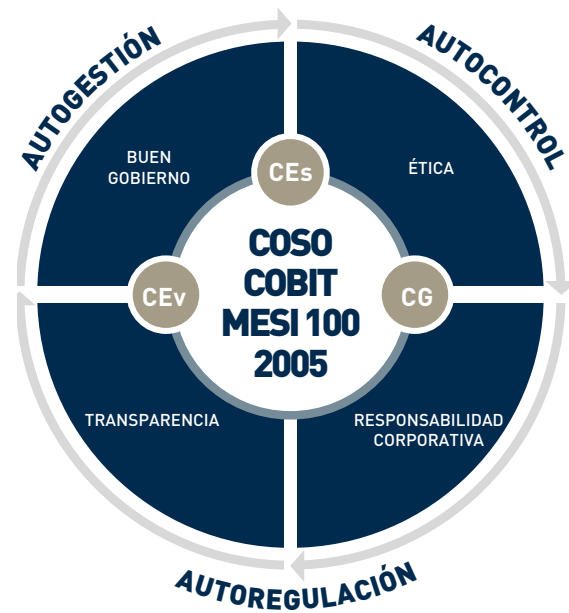 AUTOGESTIÓN
AUTOCONTROL
BUEN
GOBIERNO
CEs
ÉTICA
COSO
COBIT
MESI 100
2005
CEv
CG
TRANSPARENCIA
RESPONSABILIDAD
CORPORATIVA
AUTOREGULACIÓN